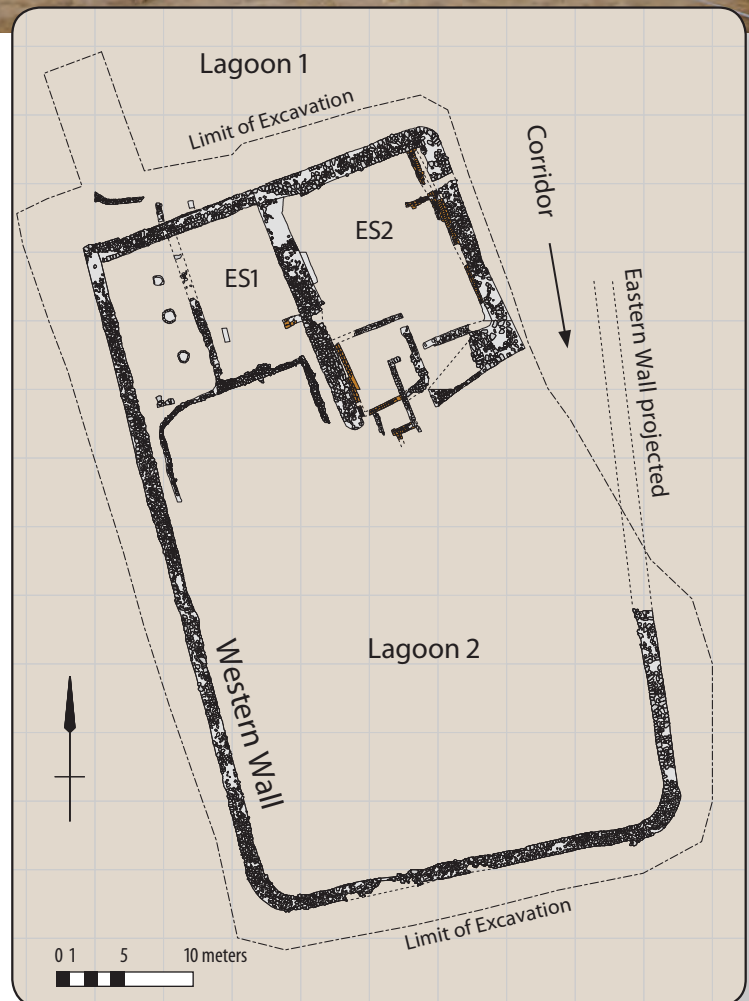 Lagoon 1
Limit of Excavation
Corridor
ES2
ES1
Eastern Wall projected
Lagoon 2
Western Wall
Limit of Excavation
0 1 5 10 meters